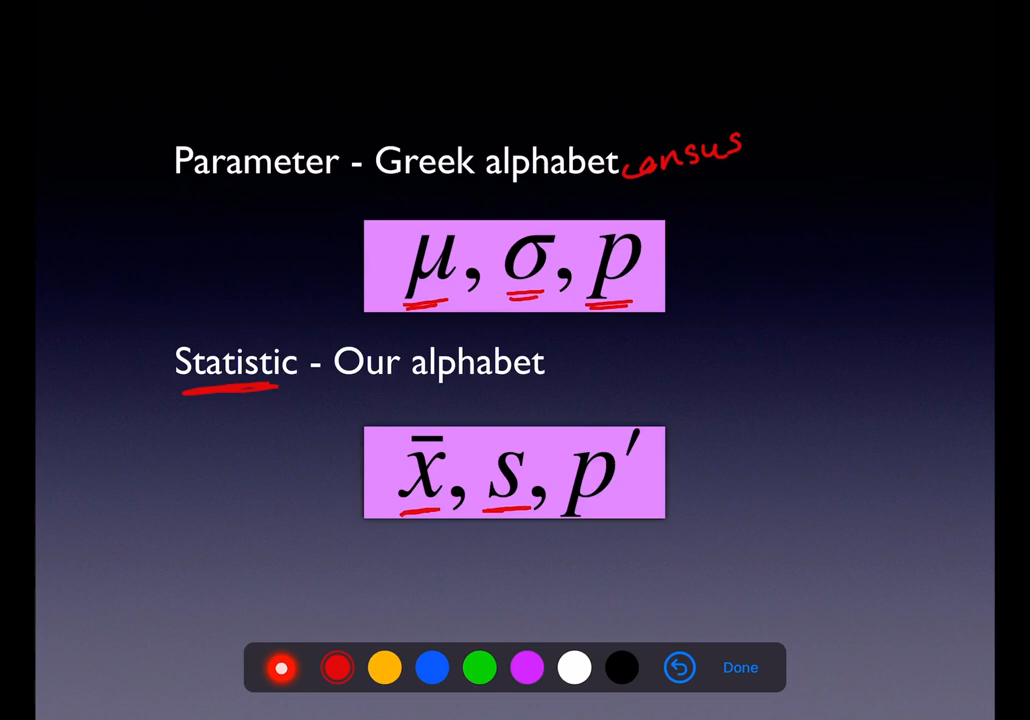 Parameter - Greek alphabet census
μ, σ, p
Statistic - Our alphabet
x̄, s, p′
Done